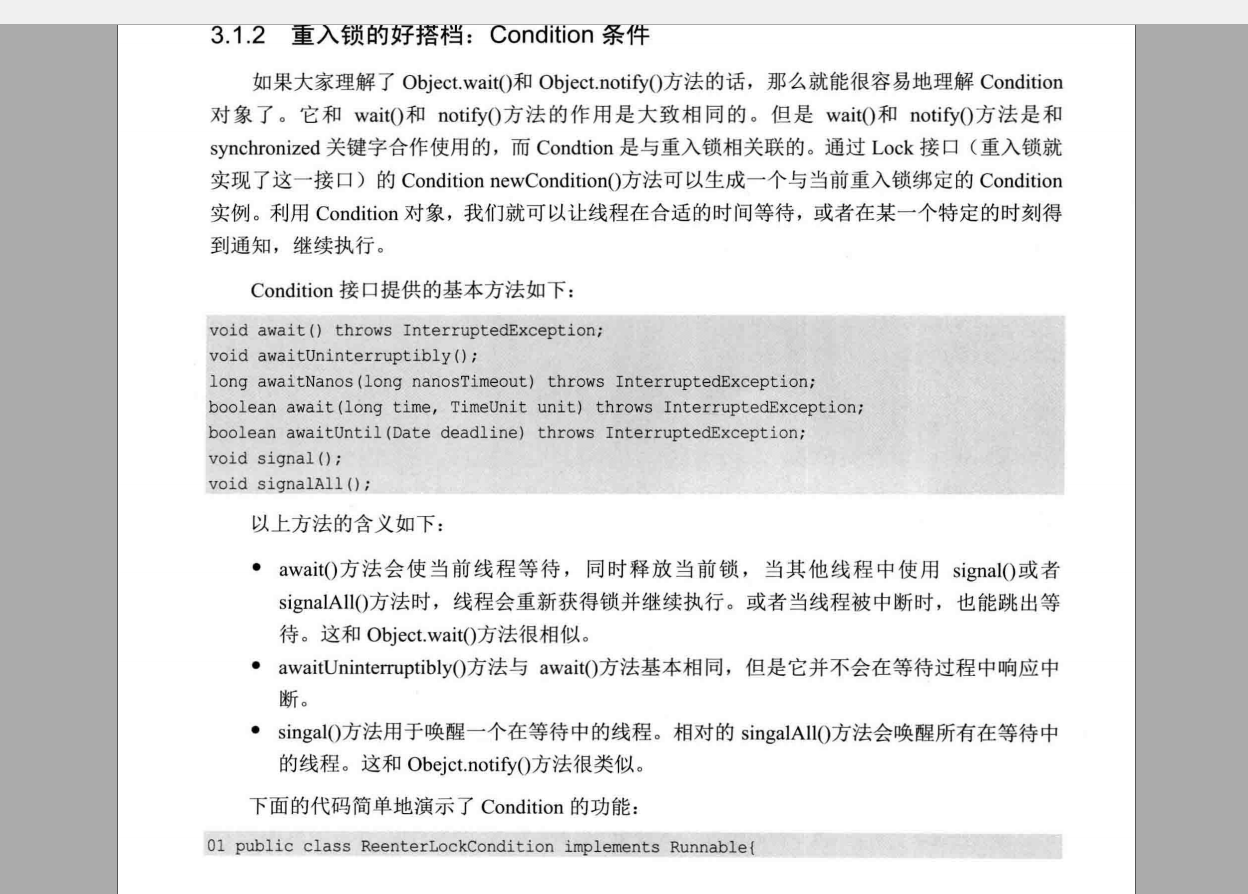 3.1.2 重入锁的好搭档：Condition 条件
如果大家理解了 Object.wait()和 Object.notify()方法的话，那么就能很容易地理解 Condition
对象了。它和 wait()和 notify()方法的作用是大致相同的。但是 wait()和 notify()方法是和
synchronized 关键字合作使用的，而 Condtion 是与重入锁相关联的。通过 Lock 接口（重入锁就
实现了这一接口）的 Condition newCondition()方法可以生成一个与当前重入锁绑定的 Condition
实例。利用 Condition 对象，我们就可以让线程在合适的时间等待，或者在某一个特定的时刻得
到通知，继续执行。
Condition 接口提供的基本方法如下：
void await() throws InterruptedException;
void awaitUninterruptibly();
long awaitNanos(long nanosTimeout) throws InterruptedException;
boolean await(long time, TimeUnit unit) throws InterruptedException;
boolean awaitUntil(Date deadline) throws InterruptedException;
void signal();
void signalAll();
以上方法的含义如下：
● await()方法会使当前线程等待，同时释放当前锁，当其他线程中使用 signal()或者
signalAll()方法时，线程会重新获得锁并继续执行。或者当线程被中断时，也能跳出等
待。这和 Object.wait()方法很相似。
● awaitUninterruptibly()方法与 await()方法基本相同，但是它并不会在等待过程中响应中
断。
● singal()方法用于唤醒一个在等待中的线程。相对的 singalAll()方法会唤醒所有在等待中
的线程。这和 Obejct.notify()方法很类似。
下面的代码简单地演示了 Condition 的功能：
01 public class ReenterLockCondition implements Runnable{